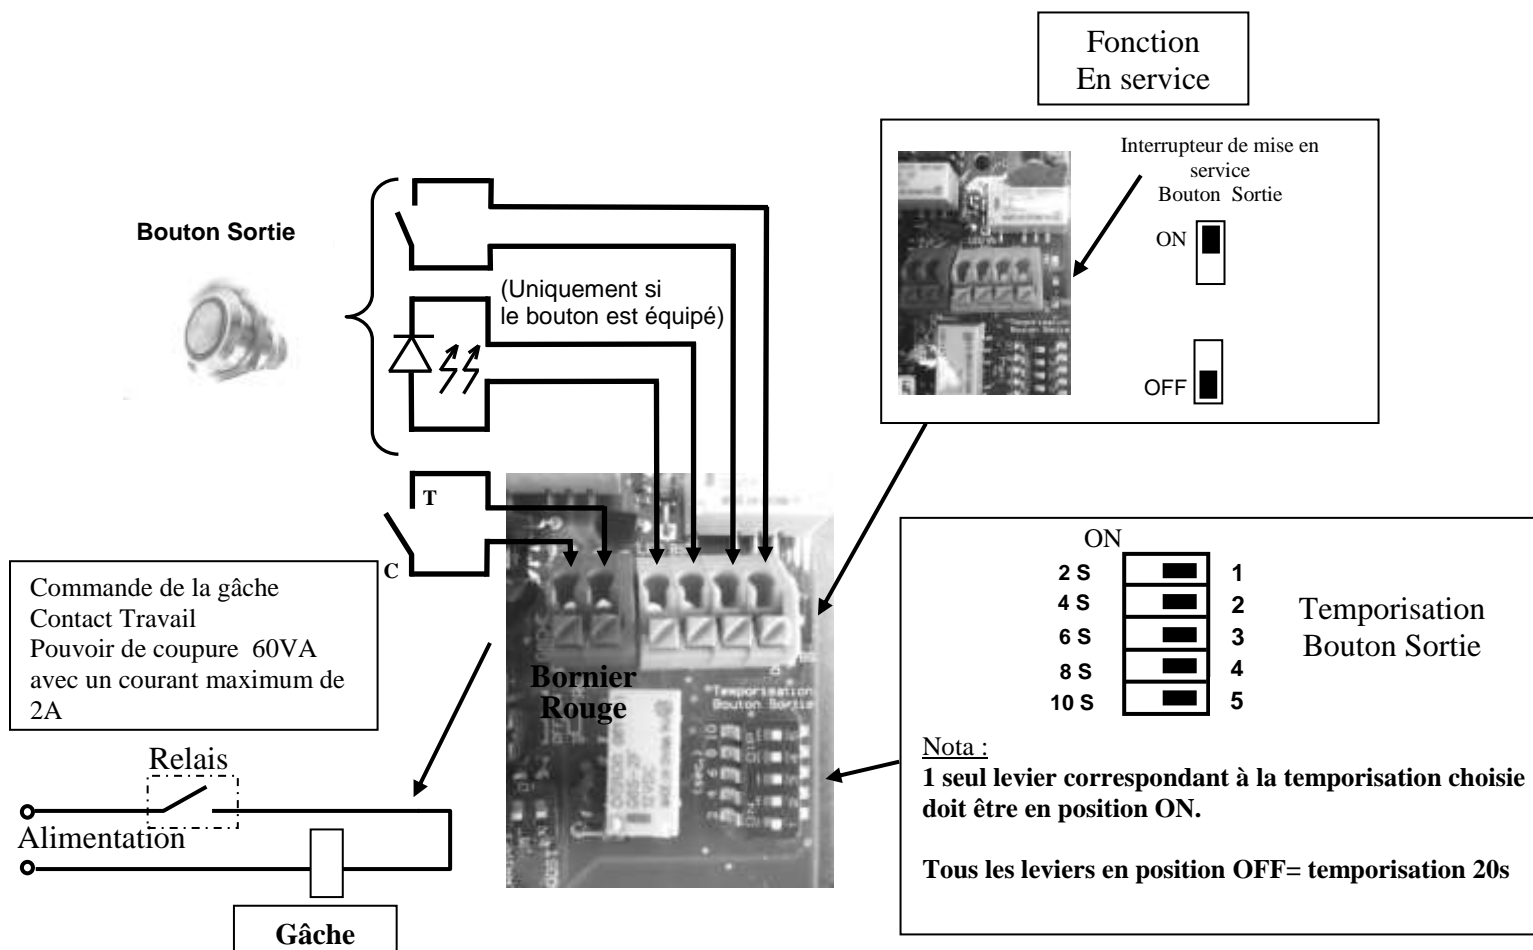 Fonction
En service
Interrupteur de mise en
service
Bouton Sortie
ON
OFF
Bouton Sortie
(Uniquement si
le bouton est équipé)
T
C
Commande de la gâche
Contact Travail
Pouvoir de coupure 60VA
avec un courant maximum de
2A
Bornier
Rouge
Temporisation
Bouton Sortie
Relais
Alimentation
Gâche
ON
2 S 1
4 S 2
6 S 3
8 S 4
10 S 5
Temporisation
Bouton Sortie
Nota :
1 seul levier correspondant à la temporisation choisie
doit être en position ON.
Tous les leviers en position OFF= temporisation 20s